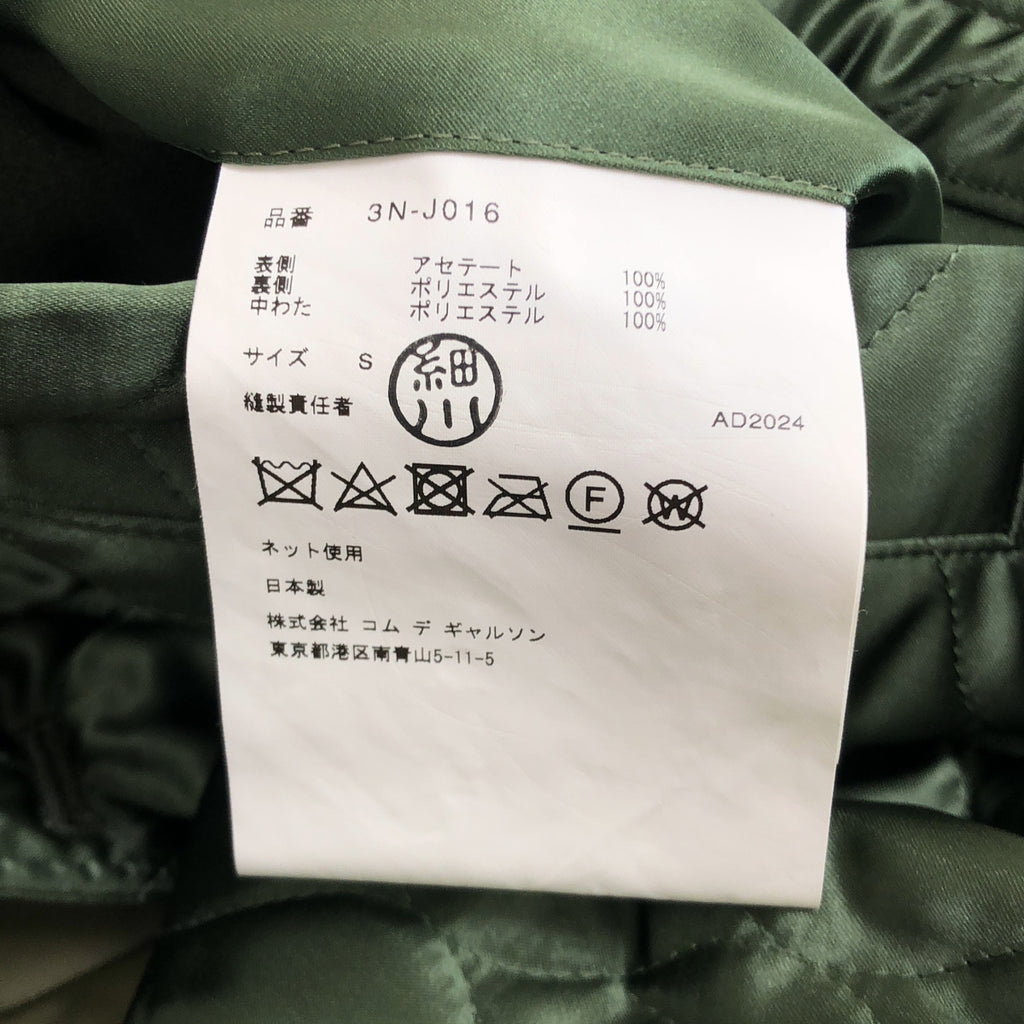 品番 3N-J016
表側 アセテート 100%
裏側 ポリエステル 100%
中わた ポリエステル 100%
サイズ S
細川
縫製責任者
AD2024
F
W
ネット使用
日本製
株式会社 コム デ ギャルソン
東京都港区南青山5-11-5